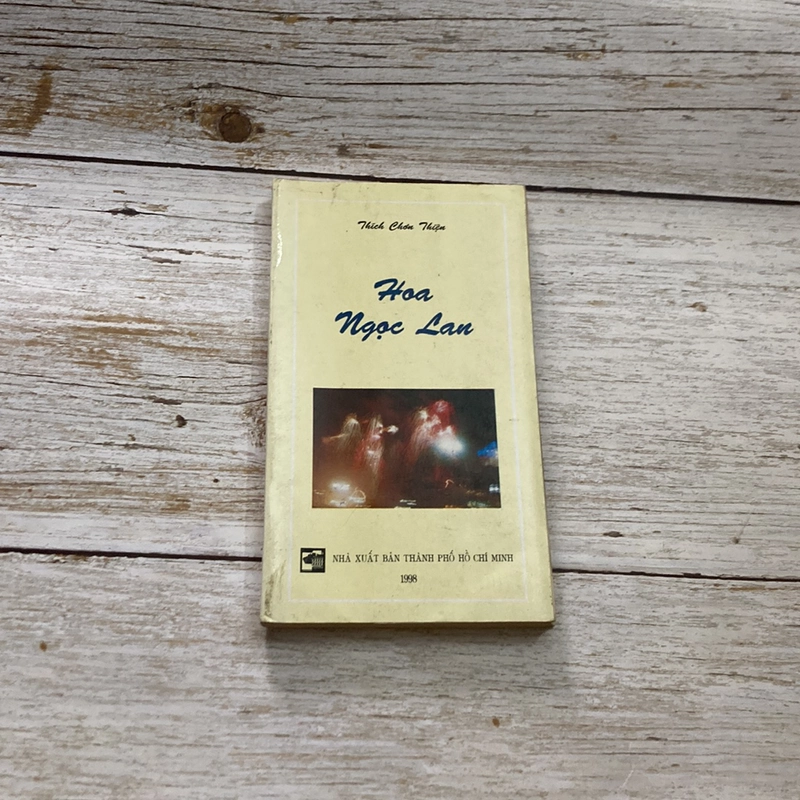 Thích Chơn Thiện
Hoa
Ngọc Lan
NHÀ XUẤT BẢN THÀNH PHỐ HỒ CHÍ MINH
1998